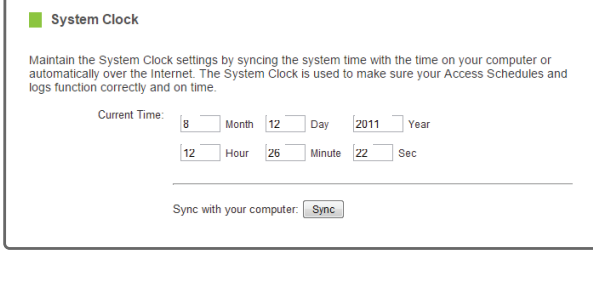 System Clock
Maintain the System Clock settings by syncing the system time with the time on your computer or
automatically over the Internet. The System Clock is used to make sure your Access Schedules and
logs function correctly and on time.
Current Time: 8 Month 12 Day 2011 Year
12 Hour 26 Minute 22 Sec
Sync with your computer: Sync